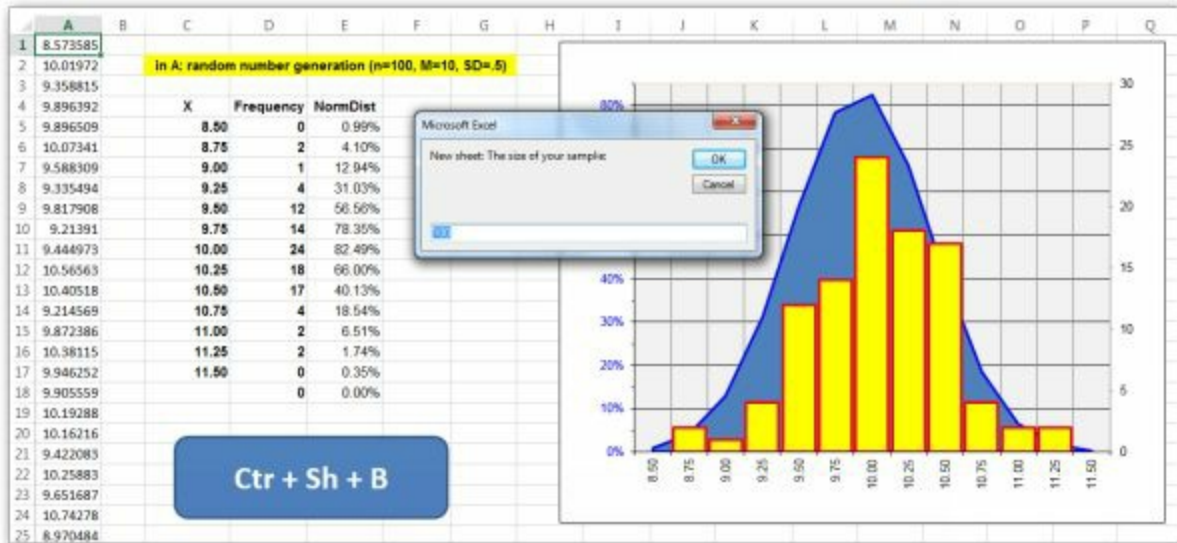 A B C D E F G H I J K L M N O P Q
1 8.573585
2 10.01972 in A: random number generation (n=100, M=10, SD=.5)
3 9.358815
4 9.896392 X Frequency NormDist
5 9.896509 8.50 0 0.99%
6 10.07341 8.75 2 4.10%
7 9.588309 9.00 1 12.94%
8 9.335494 9.25 4 31.03%
9 9.817908 9.50 12 56.56%
10 9.21391 9.75 14 78.35%
11 9.444973 10.00 24 82.49%
12 10.56563 10.25 18 66.00%
13 10.40518 10.50 17 40.13%
14 9.214569 10.75 4 18.54%
15 9.872386 11.00 2 6.51%
16 10.38115 11.25 2 1.74%
17 9.946252 11.50 0 0.35%
18 9.905559 0 0.00%
19 10.19288
20 10.16216
21 9.422083
22 10.25883
23 9.651687
24 10.74278
25 8.970484
Microsoft Excel
New sheet: The size of your sample:
OK
Cancel
100
Ctr + Sh + B
80%
40%
30%
20%
10%
0%
30
25
20
15
10
5
0
8.50 8.75 9.00 9.25 9.50 9.75 10.00 10.25 10.50 10.75 11.00 11.25 11.50